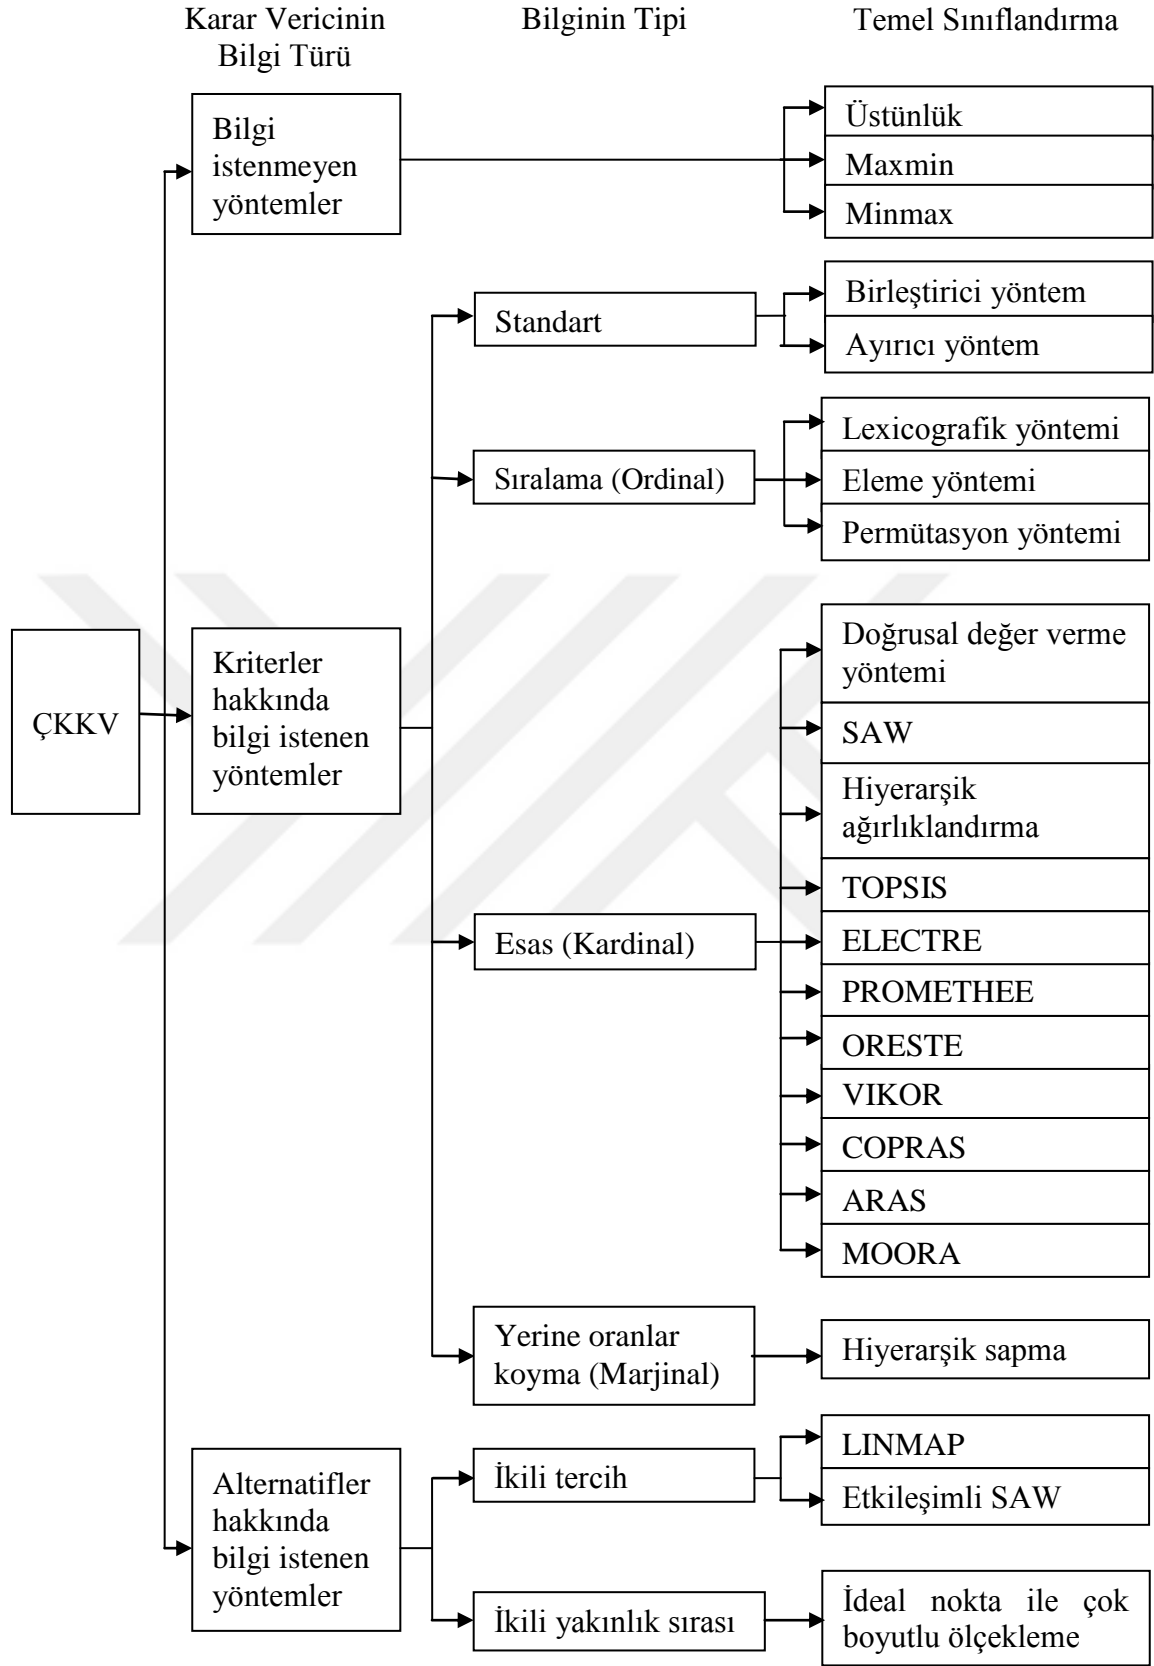 Karar Vericinin
Bilgi Türü
Bilginin Tipi
Temel Sınıflandırma
Bilgi
istenmeyen
yöntemler
Üstünlük
Maxmin
Minmax
Standart
Birleştirici yöntem
Ayırıcı yöntem
Sıralama (Ordinal)
Lexicografik yöntemi
Eleme yöntemi
Permütasyon yöntemi
ÇKKV
Kriterler
hakkında
bilgi istenen
yöntemler
Esas (Kardinal)
Doğrusal değer verme
yöntemi
SAW
Hiyerarşik
ağırlıklandırma
TOPSIS
ELECTRE
PROMETHEE
ORESTE
VIKOR
COPRAS
ARAS
MOORA
Yerine oranlar
koyma (Marjinal)
Hiyerarşik sapma
Alternatifler
hakkında
bilgi istenen
yöntemler
İkili tercih
LINMAP
Etkileşimli SAW
İkili yakınlık sırası
İdeal nokta ile çok
boyutlu ölçekleme